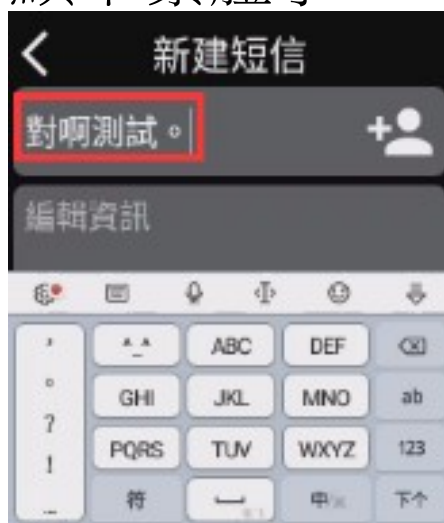 新建短信
對啊測試。
編輯資訊
, ^_^ ABC DEF
。 GHI JKL MNO ab
? PQRS TUV WXYZ 123
! 符 中 下个
...